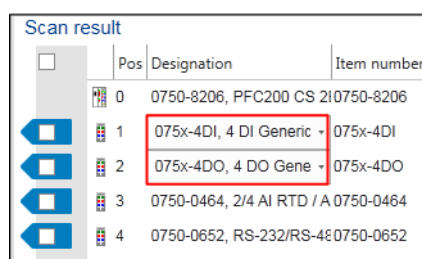 Scan result
Pos Designation Item number
0 0750-8206, PFC200 CS 2 0750-8206
1 075x-4DI, 4 DI Generic 075x-4DI
2 075x-4DO, 4 DO Gene 075x-4DO
3 0750-0464, 2/4 AI RTD / A 0750-0464
4 0750-0652, RS-232/RS-48 0750-0652